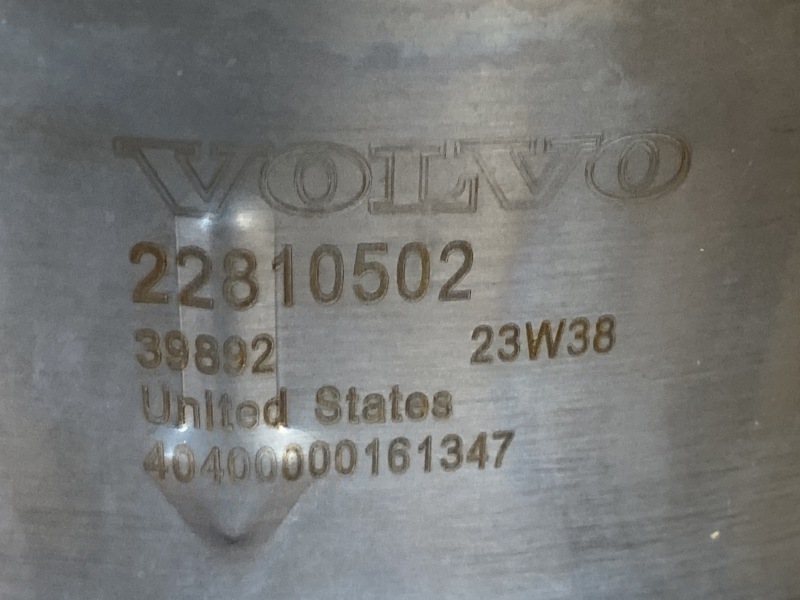 VOLVO
22810502
39892 23W38
United States
40400000161347